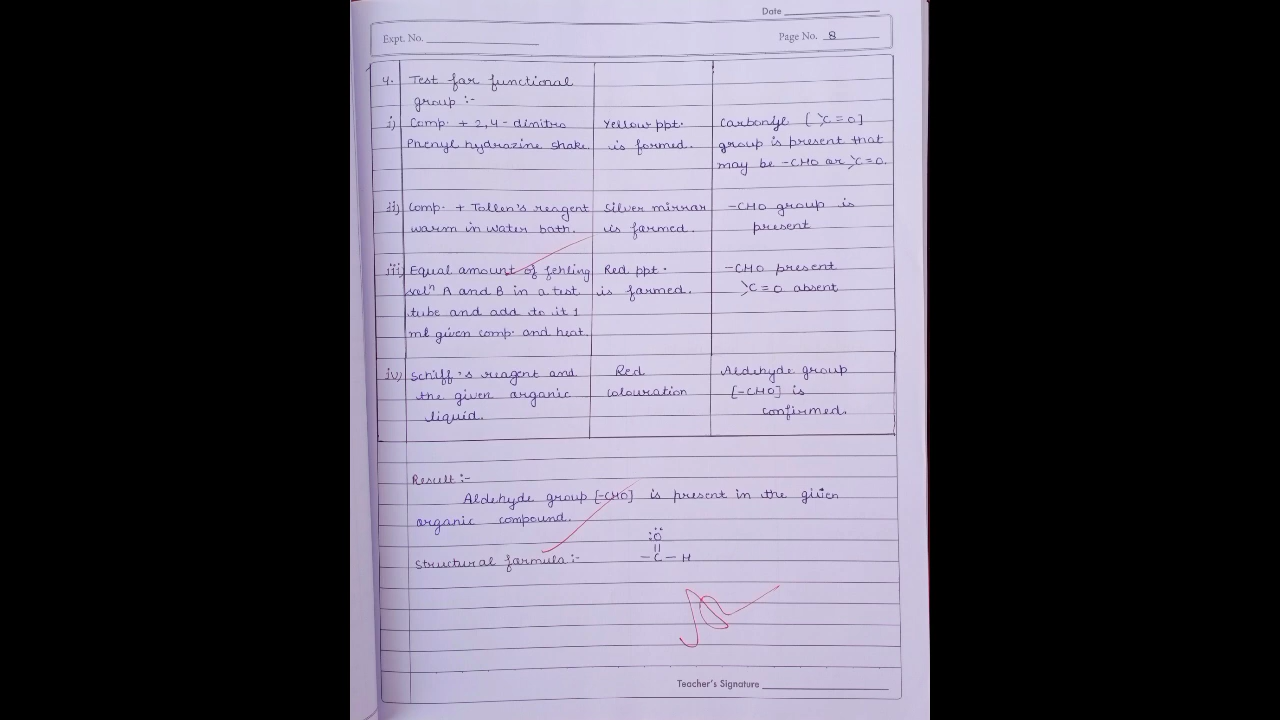 Date
Expt. No.
Page No. 8
4. Test for functional
group :-
i) Comp. + 2,4-dinitro Yellow ppt. Carbonyl [ >C=O]
Phenyl hydrazine shake. is formed. group is present that
may be -CHO or >C=O.
ii) Comp. + Tollen's reagent Silver mirror -CHO group is
warm in water bath. is formed. present
iii) Equal amount of fehling Red ppt. -CHO present
solⁿ A and B in a test is formed. >C=O absent
tube and add to it 1
ml given comp. and heat.
iv) Schiff's reagent and Red Aldehyde group
the given organic colouration [-CHO] is
liquid. confirmed.
Result :-
Aldehyde group [-CHO] is present in the given
organic compound.
:Ö
||
Structural formula :- -C-H
Teacher's Signature